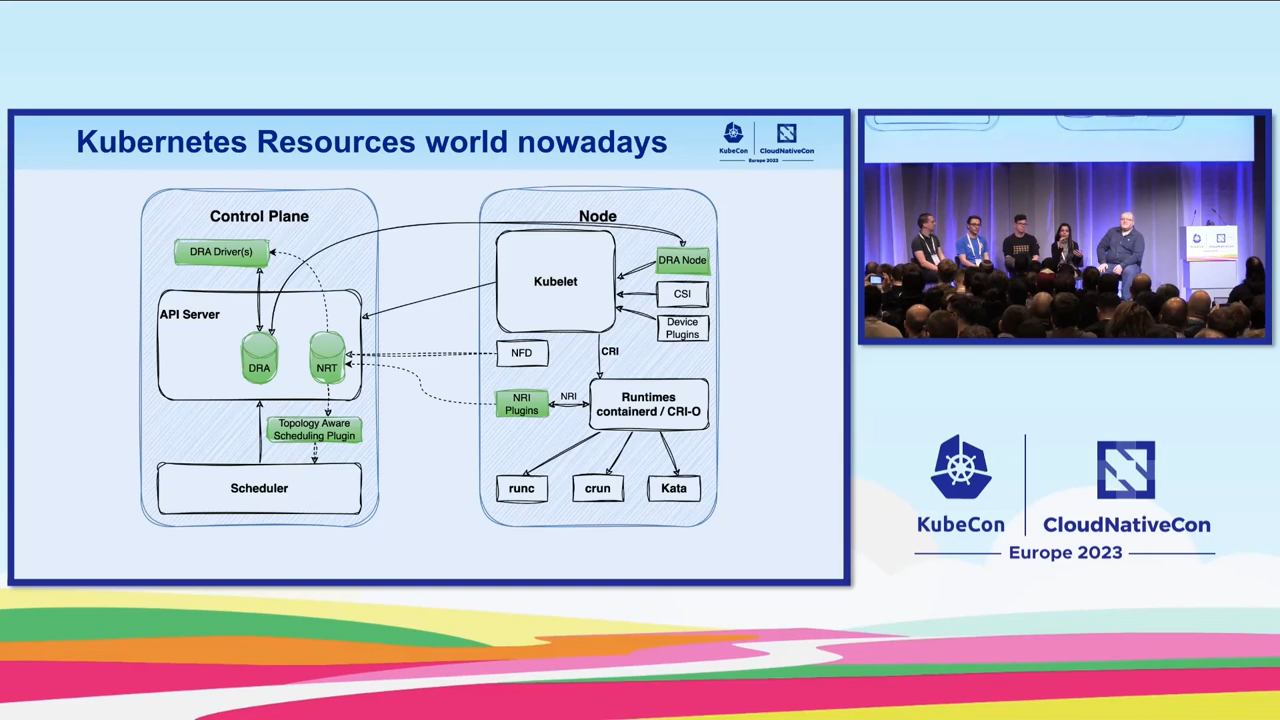 Kubernetes Resources world nowadays
KubeCon
CloudNativeCon
Europe 2023
Control Plane
DRA Driver(s)
API Server
DRA
NRT
Topology Aware
Scheduling Plugin
Scheduler
Node
Kubelet
DRA Node
CSI
Device
Plugins
NFD
CRI
NRI
Plugins
NRI
Runtimes
containerd / CRI-O
runc
crun
Kata
KubeCon
CloudNativeCon
Europe 2023